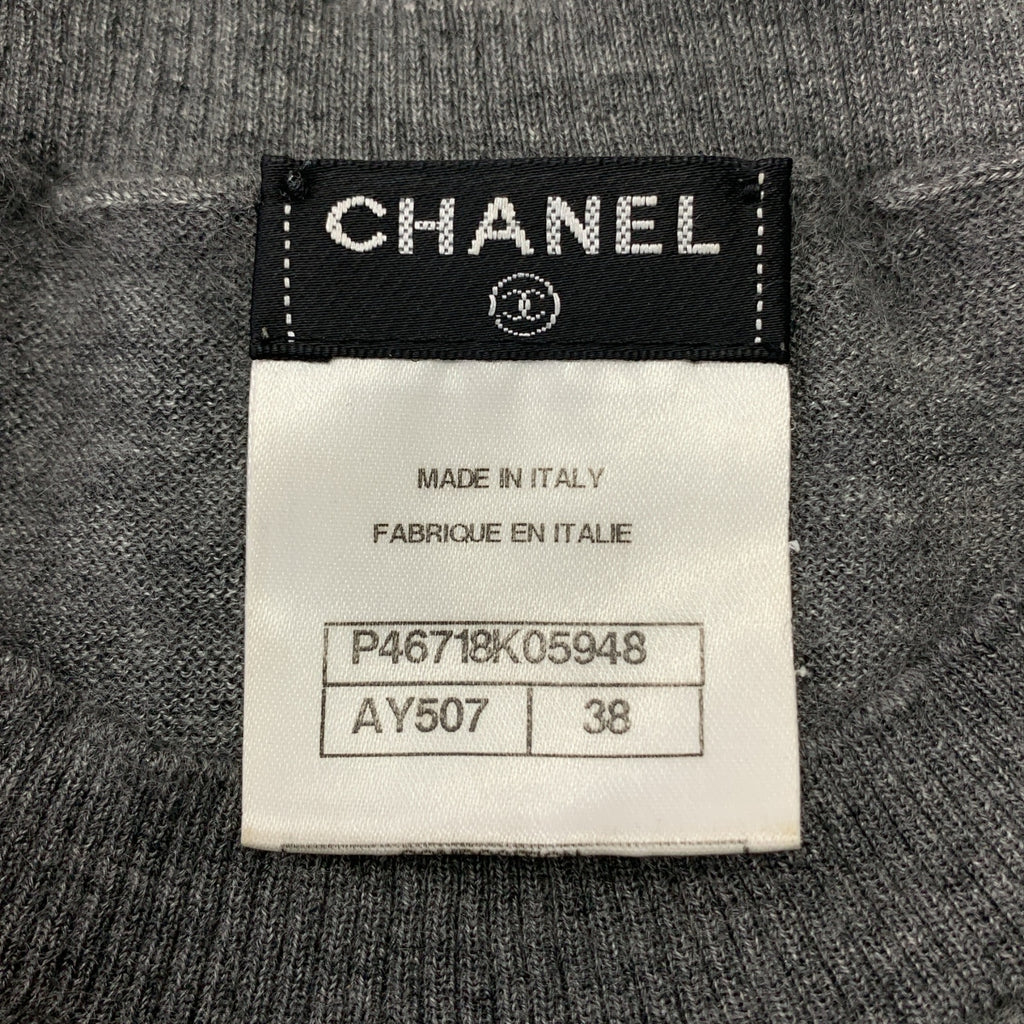 CHANEL
MADE IN ITALY
FABRIQUE EN ITALIE
P46718K05948
AY507 38